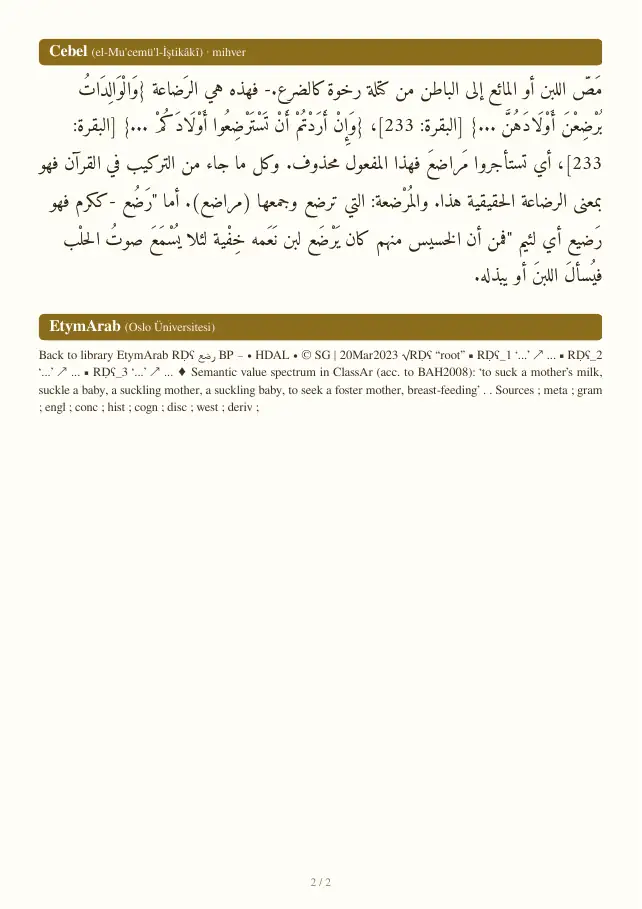 Cebel (el-Mu'cemü'l-İştikâkî) · mihver
مَصّ اللبن أو المائع إلى الباطن من كتلة رخوة كالضرع.- فهذه هي الرَضاعة {وَالْوَالِدَاتُ
يُرْضِعْنَ أَوْلَادَهُنَّ ...} [البقرة: 233]، {وَإِنْ أَرَدْتُمْ أَنْ تَسْتَرْضِعُوا أَوْلَادَكُمْ ...} [البقرة:
233]، أي تستأجروا مَراضعَ فهذا المفعول محذوف. وكل ما جاء من التركيب في القرآن فهو
بمعنى الرضاعة الحقيقية هذا. والمُرْضعة: التي ترضع وجمعها (مراضع). أما "رَضُع -ككرم فهو
رَضيع أي لئيم "فمن أن الخسيس منهم كان يَرْضَع لبن نَعَمه خِفْية لئلا يُسْمَعَ صوتُ الحلْب
فيُسألَ اللبنَ أو يبذله.
EtymArab (Oslo Üniversitesi)
Back to library EtymArab RḌʕ رضع BP – • HDAL • © SG | 20Mar2023 √RḌʕ “root” ▪ RḌʕ_1 ‘...’ ↗ ... ▪ RḌʕ_2
‘...’ ↗ ... ▪ RḌʕ_3 ‘...’ ↗ ... ♦ Semantic value spectrum in ClassAr (acc. to BAH2008): ‘to suck a mother’s milk,
suckle a baby, a suckling mother, a suckling baby, to seek a foster mother, breast-feeding’ . . Sources ; meta ; gram
; engl ; conc ; hist ; cogn ; disc ; west ; deriv ;
2 / 2